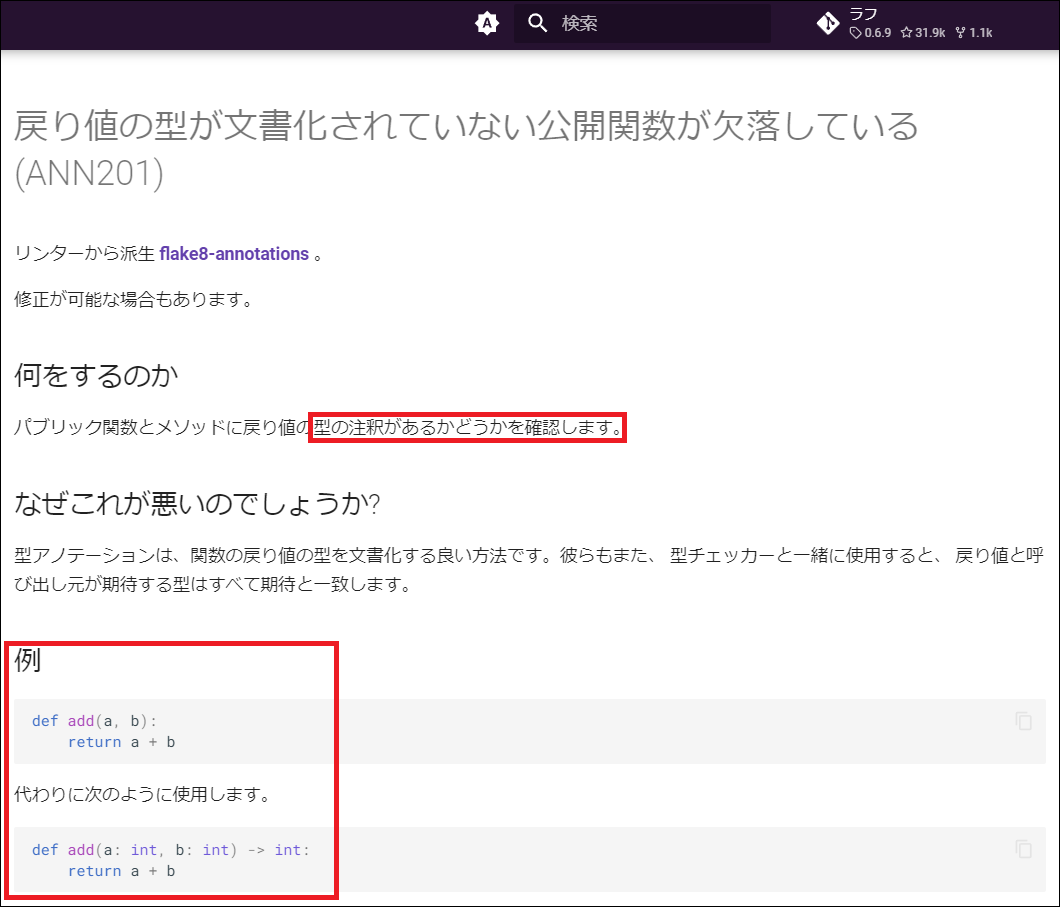 A
検索
ラフ
0.6.9 31.9k 1.1k
戻り値の型が文書化されていない公開関数が欠落している
(ANN201)
リンターから派生 flake8-annotations 。
修正が可能な場合もあります。
何をするのか
パブリック関数とメソッドに戻り値の型の注釈があるかどうかを確認します。
なぜこれが悪いのでしょうか?
型アノテーションは、関数の戻り値の型を文書化する良い方法です。彼らもまた、 型チェッカーと一緒に使用すると、 戻り値と呼
び出し元が期待する型はすべて期待と一致します。
例
def add(a, b):
    return a + b
代わりに次のように使用します。
def add(a: int, b: int) -> int:
    return a + b